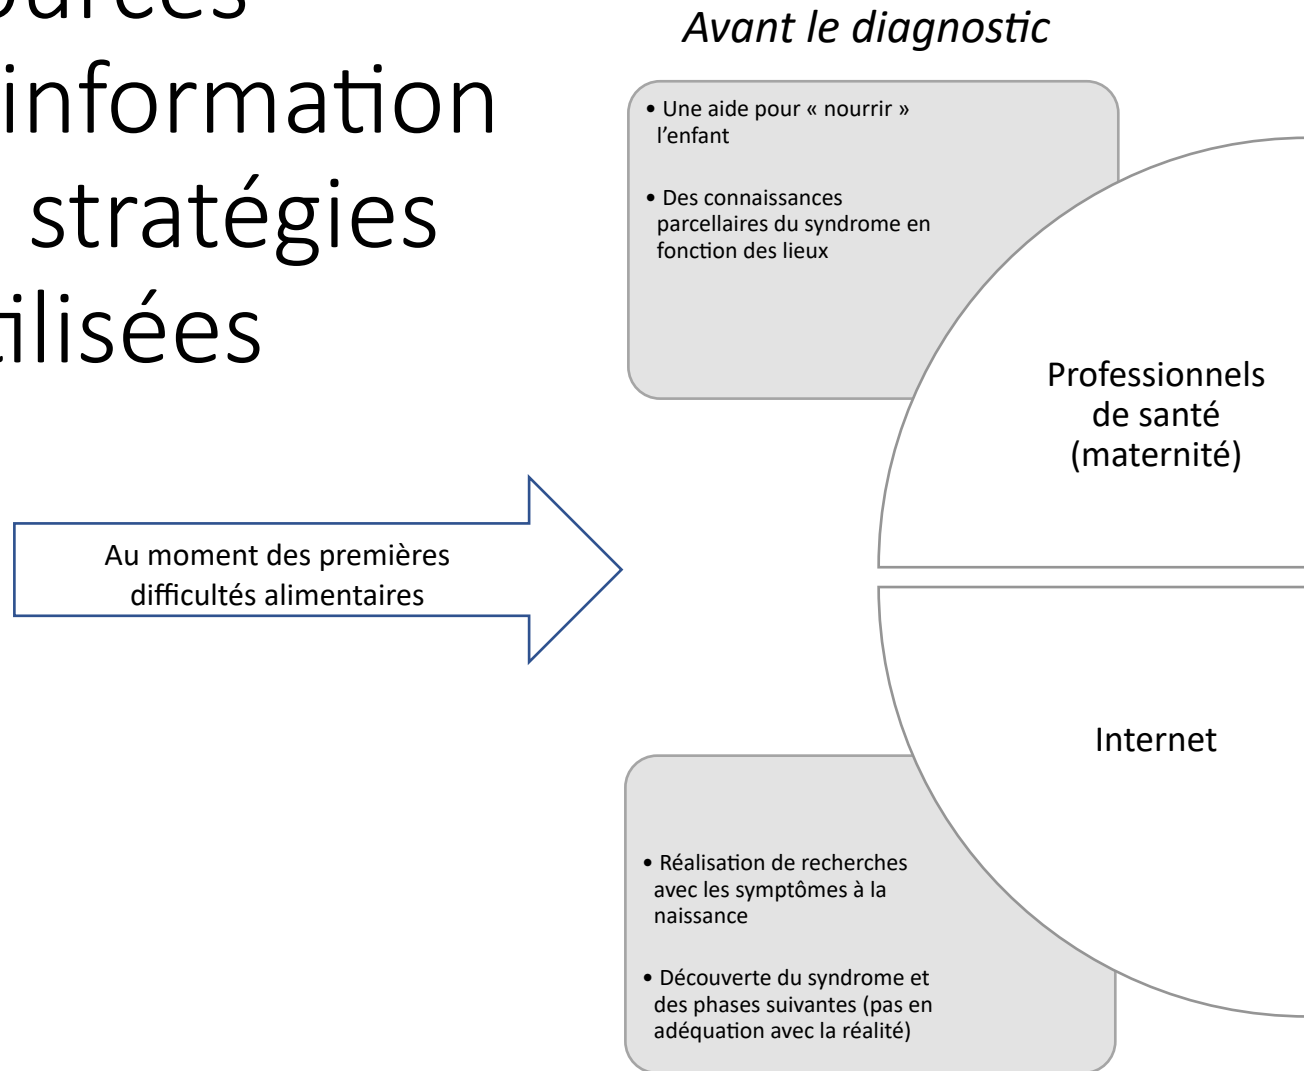 information
stratégies
Avant le diagnostic
• Une aide pour « nourrir »
l'enfant
• Des connaissances
parcellaires du syndrome en
fonction des lieux
Professionnels
de santé
(maternité)
Au moment des premières
difficultés alimentaires
Internet
• Réalisation de recherches
avec les symptômes à la
naissance
• Découverte du syndrome et
des phases suivantes (pas en
adéquation avec la réalité)